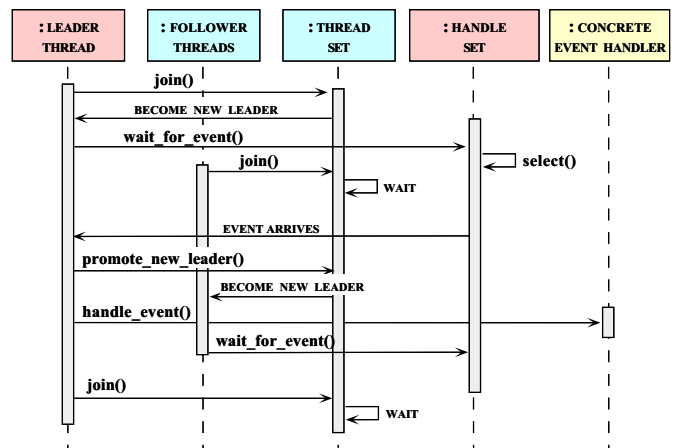 : LEADER
THREAD
: FOLLOWER
THREADS
: THREAD
SET
: HANDLE
SET
: CONCRETE
EVENT HANDLER
join()
BECOME NEW LEADER
wait_for_event()
join()
select()
WAIT
EVENT ARRIVES
promote_new_leader()
BECOME NEW LEADER
handle_event()
wait_for_event()
join()
WAIT